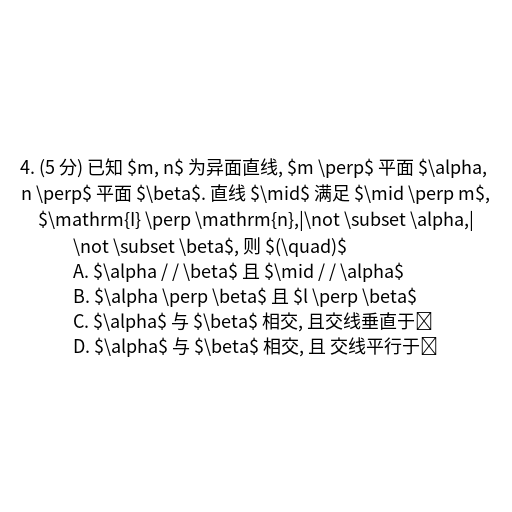 4. (5 分) 已知 $m, n$ 为异面直线, $m \perp$ 平面 $\alpha,
n \perp$ 平面 $\beta$. 直线 $\mid$ 满足 $\mid \perp m$,
$\mathrm{l} \perp \mathrm{n},|\not \subset \alpha,|
\not \subset \beta$, 则 $(\quad)$
A. $\alpha / / \beta$ 且 $\mid / / \alpha$
B. $\alpha \perp \beta$ 且 $l \perp \beta$
C. $\alpha$ 与 $\beta$ 相交, 且交线垂直于
D. $\alpha$ 与 $\beta$ 相交, 且 交线平行于